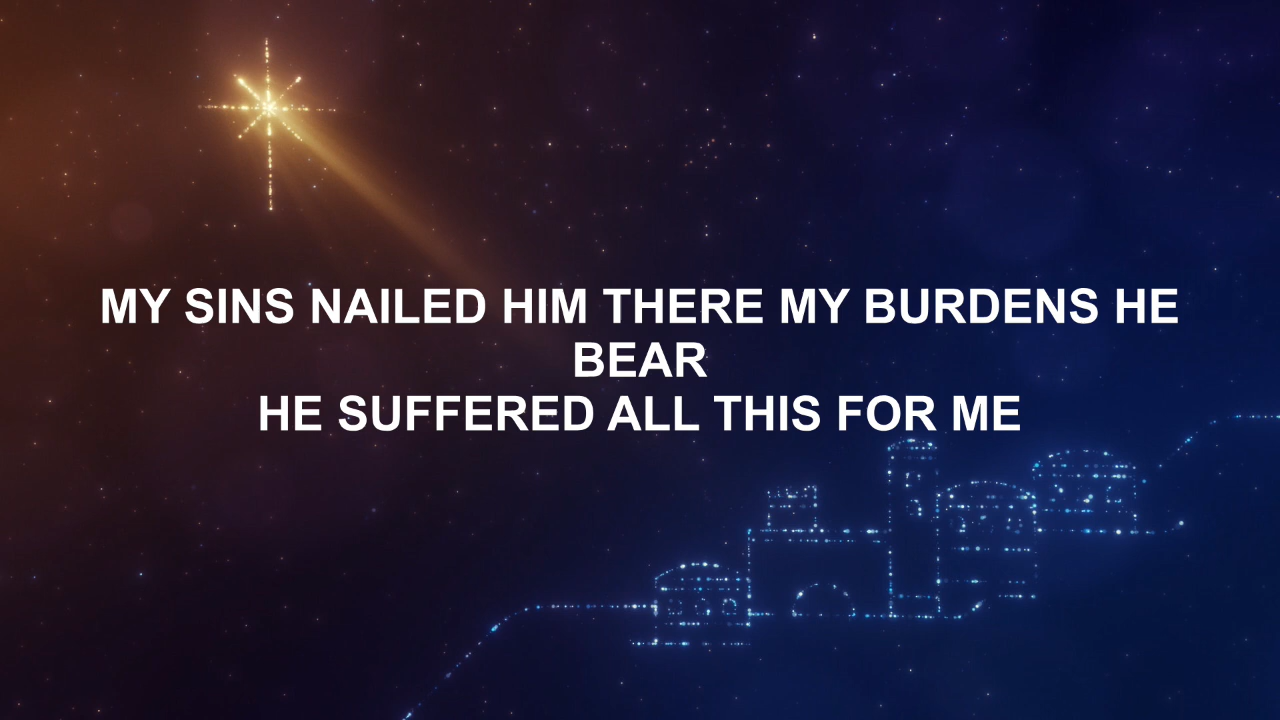 MY SINS NAILED HIM THERE MY BURDENS HE
BEAR
HE SUFFERED ALL THIS FOR ME